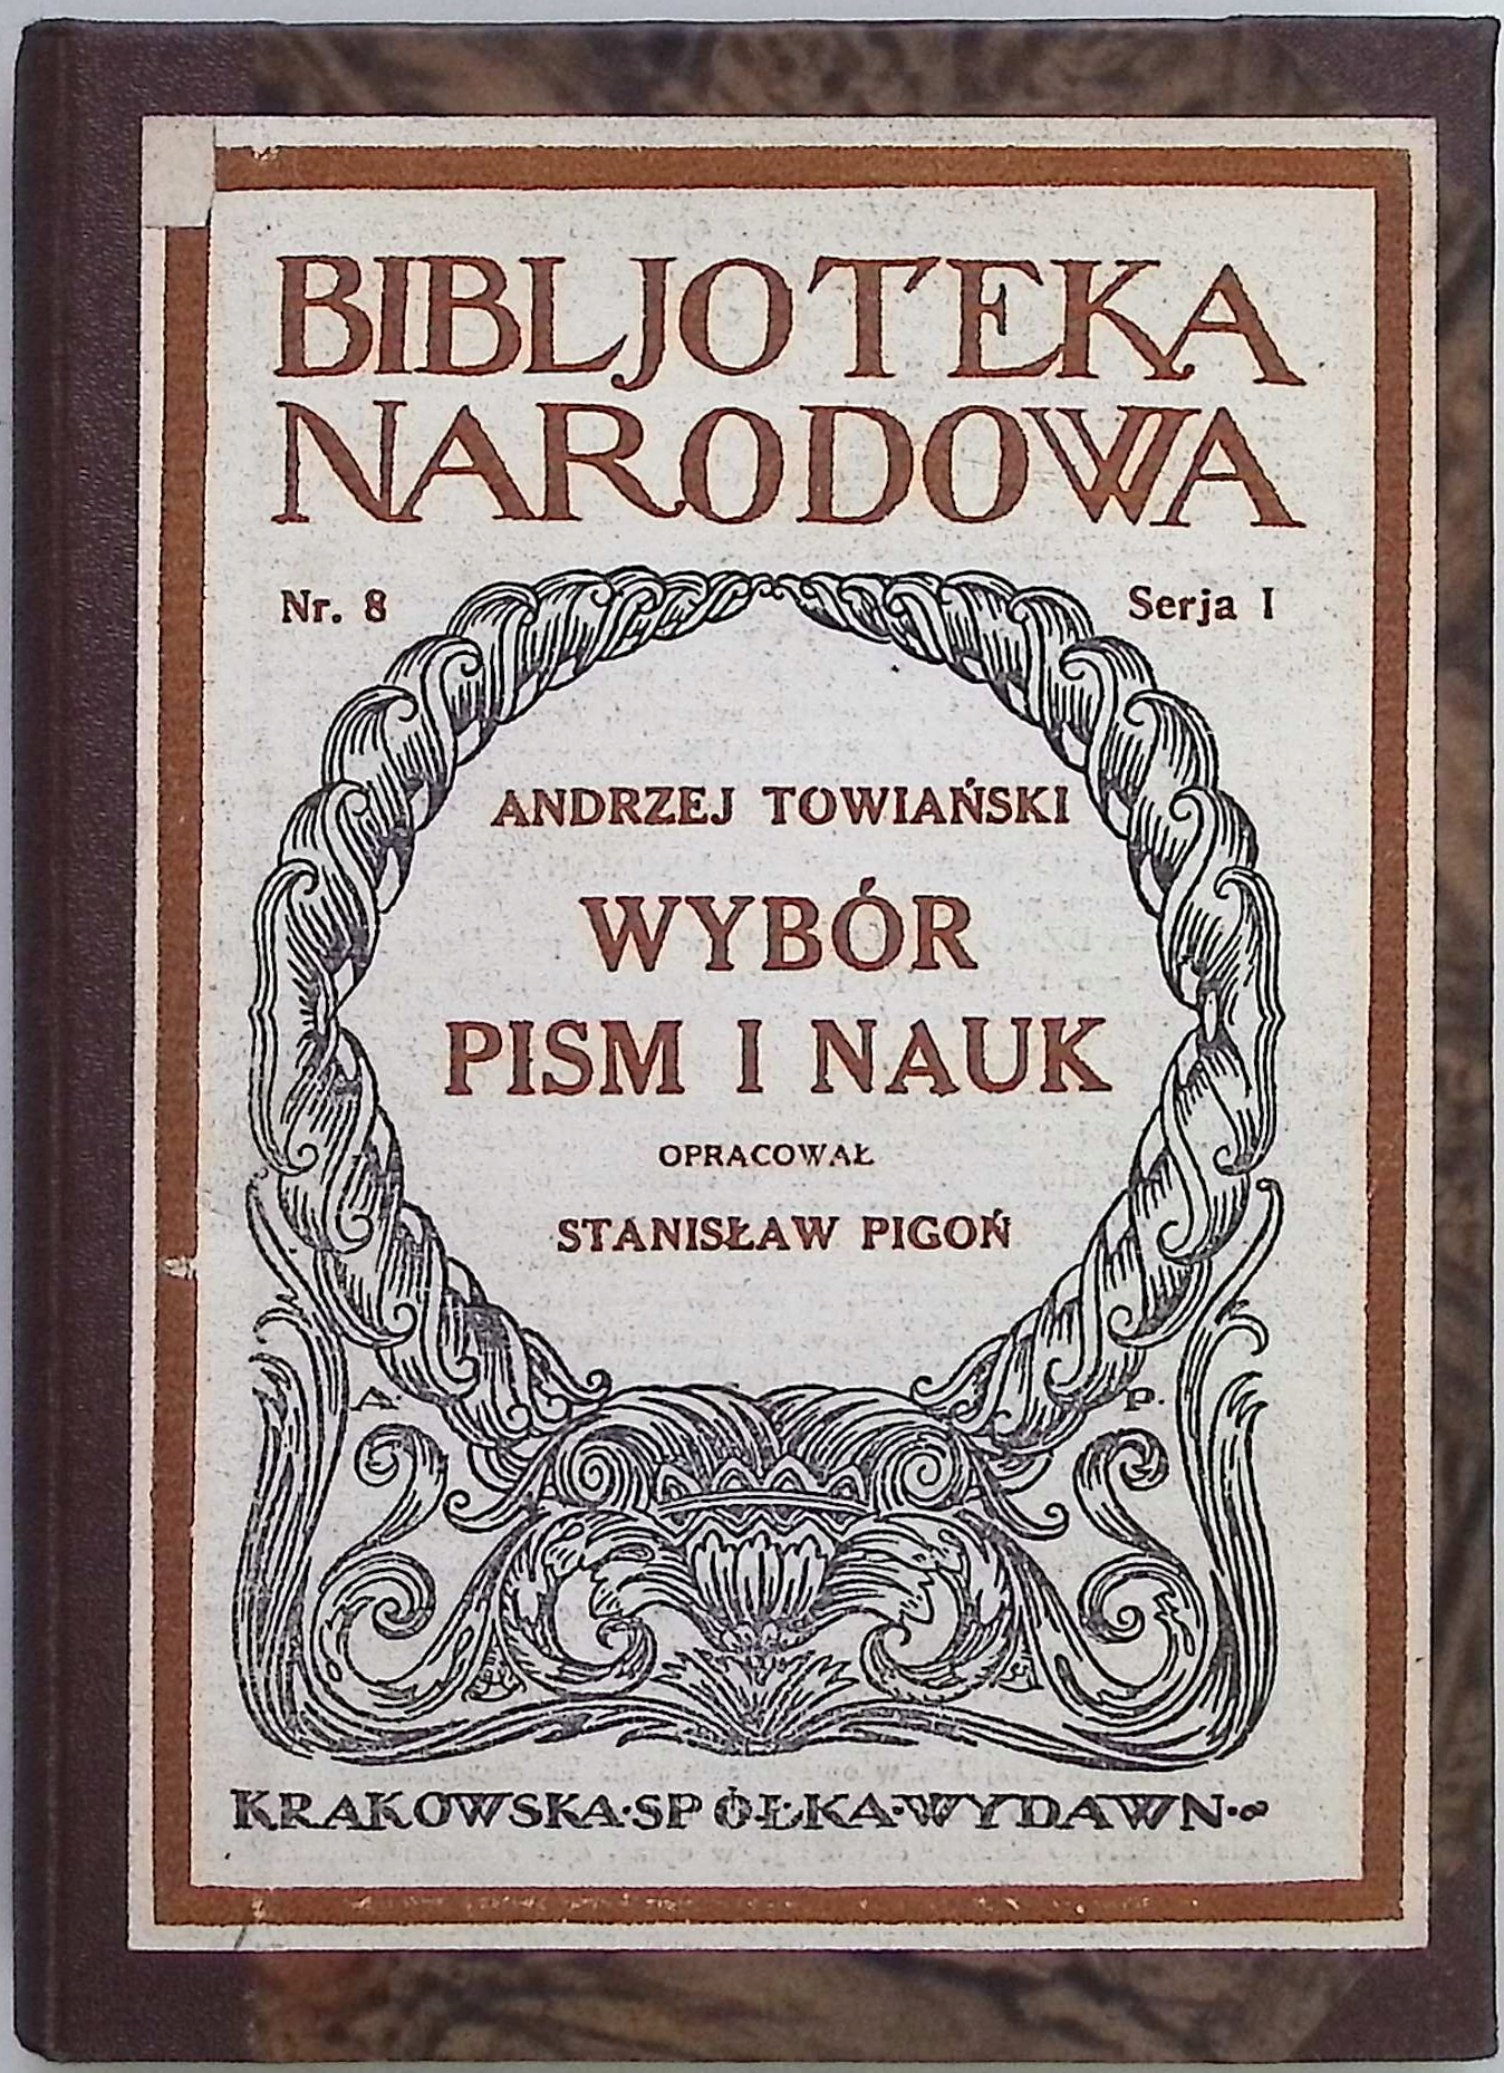 BIBLJOTEKA
NARODOWA
Nr. 8
Serja I
ANDRZEJ TOWIAŃSKI
WYBÓR
PISM I NAUK
OPRACOWAŁ
STANISŁAW PIGOŃ
A. P.
KRAKOWSKA·SPÓŁKA·WYDAWN·